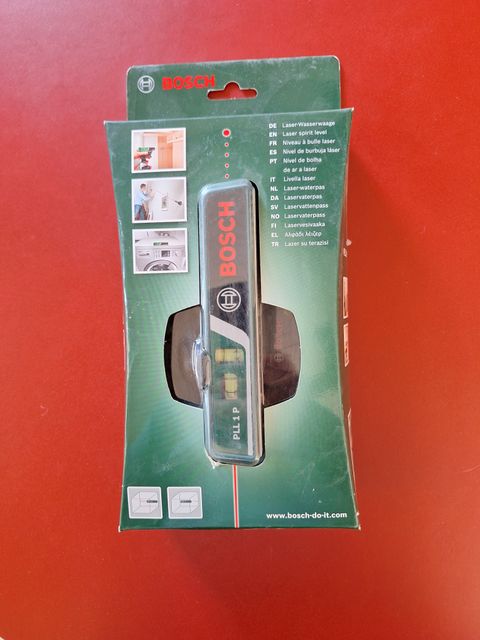 BOSCH
DE Laser-Wasserwaage
EN Laser spirit level
FR Niveau à bulle laser
ES Nivel de burbuja láser
PT Nível de bolha
de ar a laser
IT Livella laser
NL Laser-waterpas
DA Laservaterpas
SV Laservattenpass
NO Laservaterpass
FI Laservesivaaka
EL Αλφάδι λέιζερ
TR Lazer su terazisi
BOSCH
PLL 1 P
www.bosch-do-it.com